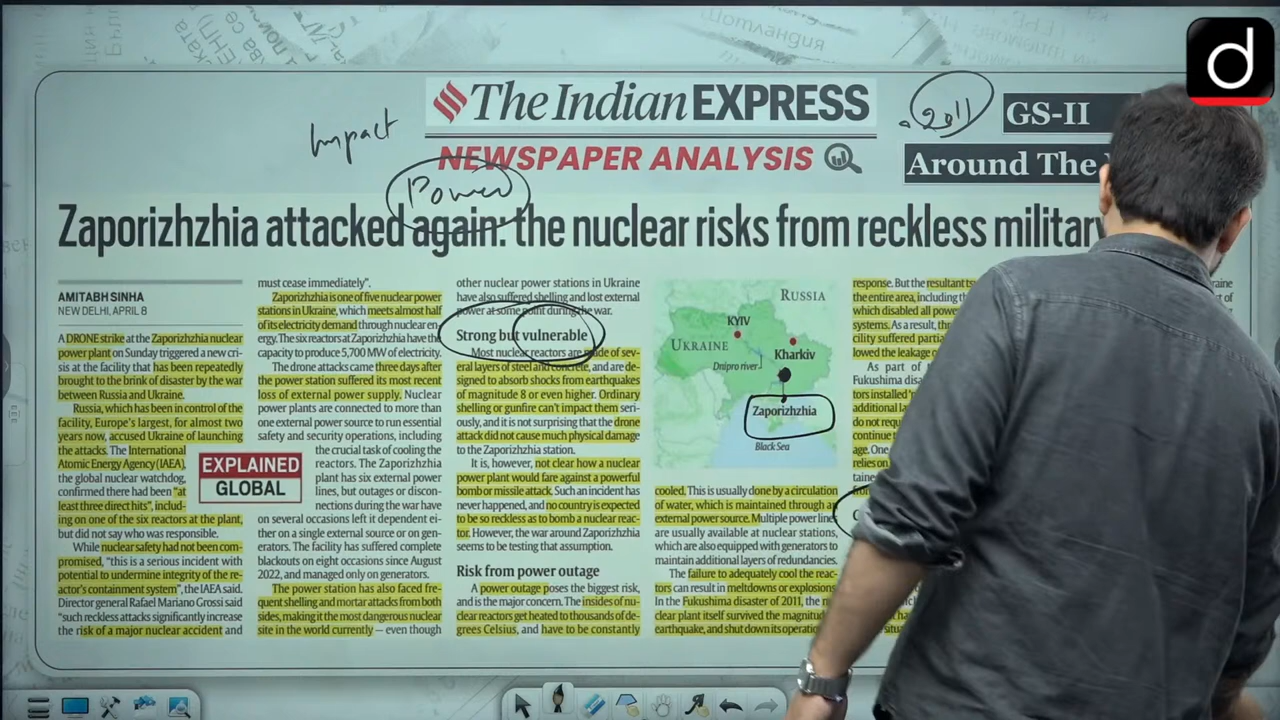 d
The Indian EXPRESS
NEWSPAPER ANALYSIS
2011
GS-II
Around The
Impact
Power
Zaporizhzhia attacked again: the nuclear risks from reckless military
AMITABH SINHA
NEW DELHI, APRIL 8
A DRONE strike at the Zaporizhzhia nuclear
power plant on Sunday triggered a new cri-
sis at the facility that has been repeatedly
brought to the brink of disaster by the war
between Russia and Ukraine.
Russia, which has been in control of the
facility, Europe's largest, for almost two
years now, accused Ukraine of launching
the attacks. The International
Atomic Energy Agency (IAEA),
the global nuclear watchdog,
confirmed there had been "at
least three direct hits", includ-
ing on one of the six reactors at the plant,
but did not say who was responsible.
While nuclear safety had not been com-
promised, "this is a serious incident with
potential to undermine integrity of the re-
actor's containment system", the IAEA said.
Director general Rafael Mariano Grossi said
"such reckless attacks significantly increase
the risk of a major nuclear accident and
EXPLAINED
GLOBAL
must cease immediately".
Zaporizhzhia is one of five nuclear power
stations in Ukraine, which meets almost half
of its electricity demand through nuclear en-
ergy. The six reactors at Zaporizhzhia have the
capacity to produce 5,700 MW of electricity.
The drone attacks came three days after
the power station suffered its most recent
loss of external power supply. Nuclear
power plants are connected to more than
one external power source to run essential
safety and security operations, including
the crucial task of cooling the
reactors. The Zaporizhzhia
plant has six external power
lines, but outages or discon-
nections during the war have
on several occasions left it dependent ei-
ther on a single external source or on gen-
erators. The facility has suffered complete
blackouts on eight occasions since August
2022, and managed only on generators.
The power station has also faced fre-
quent shelling and mortar attacks from both
sides, making it the most dangerous nuclear
site in the world currently — even though
other nuclear power stations in Ukraine
have also suffered shelling and lost external
power at some point during the war.
Strong but vulnerable
Most nuclear reactors are made of sev-
eral layers of steel and concrete, and are de-
signed to absorb shocks from earthquakes
of magnitude 8 or even higher. Ordinary
shelling or gunfire can't impact them seri-
ously, and it is not surprising that the drone
attack did not cause much physical damage
to the Zaporizhzhia station.
It is, however, not clear how a nuclear
power plant would fare against a powerful
bomb or missile attack. Such an incident has
never happened, and no country is expected
to be so reckless as to bomb a nuclear reac-
tor. However, the war around Zaporizhzhia
seems to be testing that assumption.
Risk from power outage
A power outage poses the biggest risk,
and is the major concern. The insides of nu-
clear reactors get heated to thousands of de-
grees Celsius, and have to be constantly
RUSSIA
KYIV
UKRAINE
Kharkiv
Dnipro river
Zaporizhzhia
Black Sea
cooled. This is usually done by a circulation
of water, which is maintained through an
external power source. Multiple power lines
are usually available at nuclear stations,
which are also equipped with generators to
maintain additional layers of redundancies.
The failure to adequately cool the reac-
tors can result in meltdowns or explosions.
In the Fukushima disaster of 2011, the
clear plant itself survived the magnitude
earthquake, and shut down its operation
response. But the resultant
the entire area, including
which disabled all power
systems. As a result,
cility suffered partial
lowed the leakage
As part of
Fukushima
tors installed
additional
do not
continue
age. One
relies on